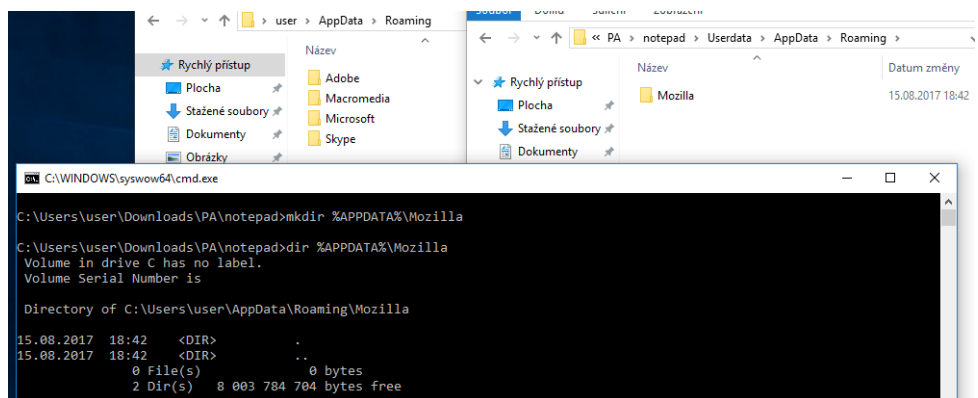 user > AppData > Roaming
Název
Rychlý přístup
Plocha
Stažené soubory
Dokumenty
Obrázky
Adobe
Macromedia
Microsoft
Skype
« PA > notepad > Userdata > AppData > Roaming >
Název
Datum změny
Rychlý přístup
Plocha
Stažené soubory
Dokumenty
Mozilla
15.08.2017 18:42
C:\WINDOWS\syswow64\cmd.exe
C:\Users\user\Downloads\PA\notepad>mkdir %APPDATA%\Mozilla
C:\Users\user\Downloads\PA\notepad>dir %APPDATA%\Mozilla
Volume in drive C has no label.
Volume Serial Number is
Directory of C:\Users\user\AppData\Roaming\Mozilla
15.08.2017 18:42 <DIR> .
15.08.2017 18:42 <DIR> ..
0 File(s) 0 bytes
2 Dir(s) 8 003 784 704 bytes free